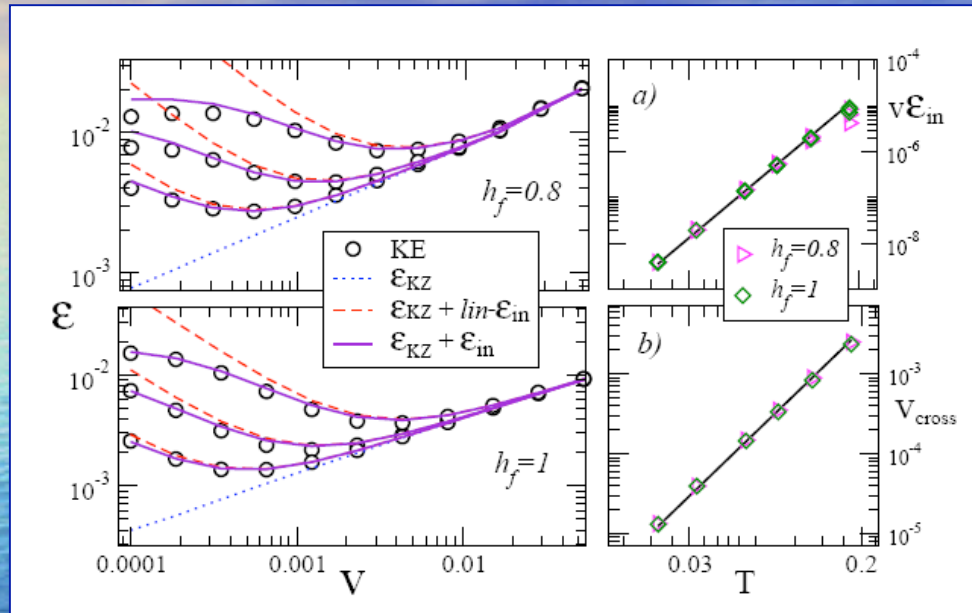 10⁻²
10⁻³
h_f=0.8
KE
ε_KZ
ε_KZ + lin-ε_in
ε_KZ + ε_in
ε
10⁻²
10⁻³
h_f=1
0.0001
0.001
0.01
V
a)
10⁻⁴
Vε_in
10⁻⁶
10⁻⁸
h_f=0.8
h_f=1
b)
10⁻³
V_cross
10⁻⁴
10⁻⁵
0.03
0.2
T